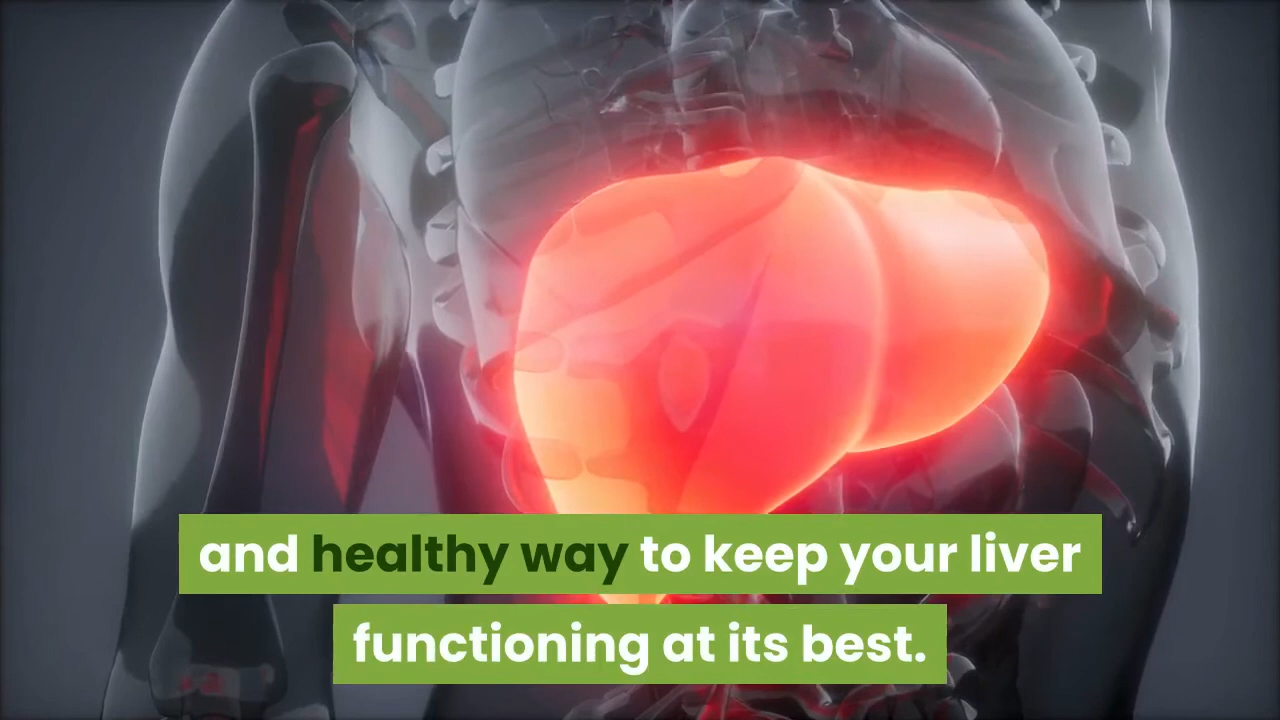 and healthy way to keep your liver
functioning at its best.